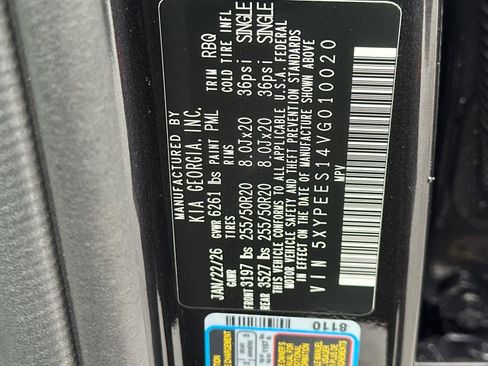 MANUFACTURED BY
KIA GEORGIA, INC.
JAN/22/26 GVWR 6261 lbs PAINT PML TRIM RBQ
GAWR TIRES RIMS COLD TIRE INFL
FRONT 3197 lbs 255/50R20 8.0Jx20 36psi SINGLE
REAR 3527 lbs 255/50R20 8.0Jx20 36psi SINGLE
THIS VEHICLE CONFORMS TO ALL APPLICABLE U.S.A. FEDERAL
MOTOR VEHICLE SAFETY AND THEFT PREVENTION STANDARDS
IN EFFECT ON THE DATE OF MANUFACTURE SHOWN ABOVE
VIN 5XYPEES14VG010020
MPV
8110